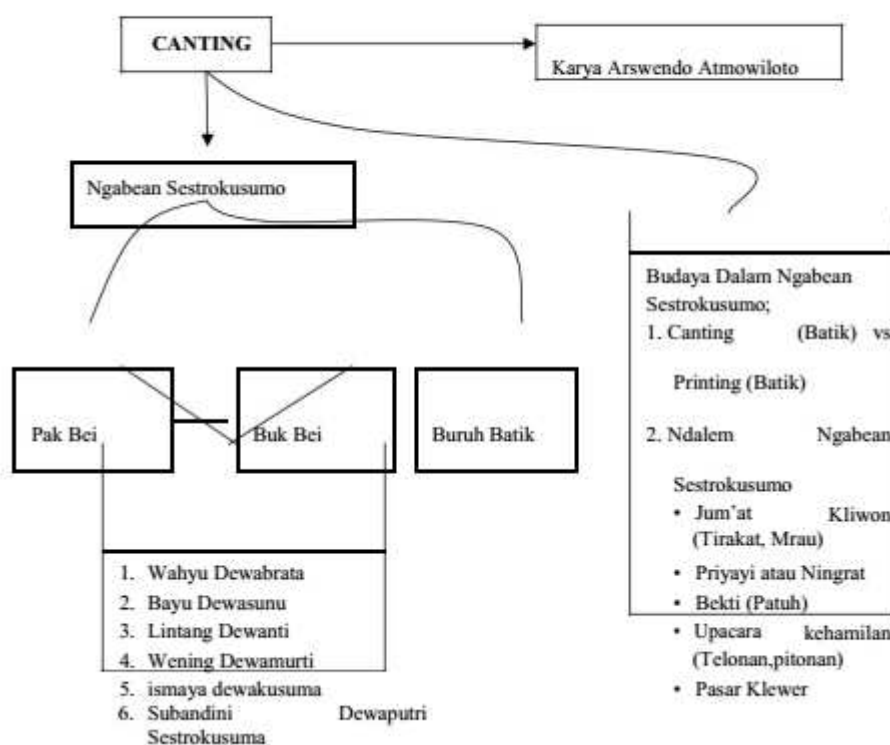 CANTING
Karya Arswendo Atmowiloto
Ngabean Sestrokusumo
Pak Bei
Buk Bei
Buruh Batik
1. Wahyu Dewabrata
2. Bayu Dewasunu
3. Lintang Dewanti
4. Wening Dewamurti
5. ismaya dewakusuma
6. Subandini Dewaputri
Sestrokusuma
Budaya Dalam Ngabean
Sestrokusumo;
1. Canting (Batik) vs
Printing (Batik)
2. Ndalem Ngabean
Sestrokusumo
• Jum’at Kliwon
(Tirakat, Mrau)
• Priyayi atau Ningrat
• Bekti (Patuh)
• Upacara kehamilan
(Telonan,pitonan)
• Pasar Klewer